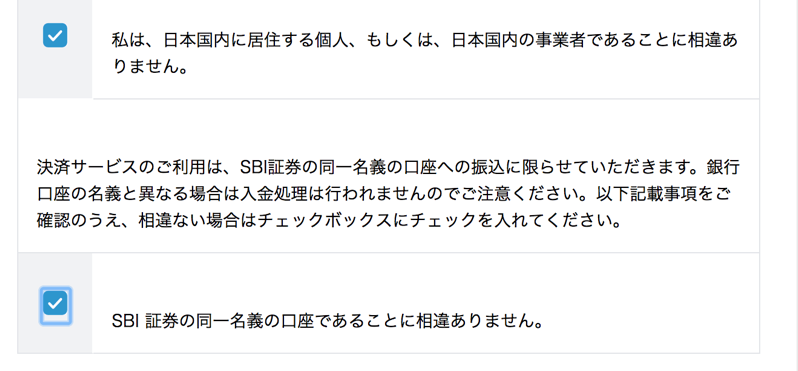 私は、日本国内に居住する個人、もしくは、日本国内の事業者であることに相違あ
りません。
決済サービスのご利用は、SBI証券の同一名義の口座への振込に限らせていただきます。銀行
口座の名義と異なる場合は入金処理は行われませんのでご注意ください。以下記載事項をご
確認のうえ、相違ない場合はチェックボックスにチェックを入れてください。
SBI 証券の同一名義の口座であることに相違ありません。